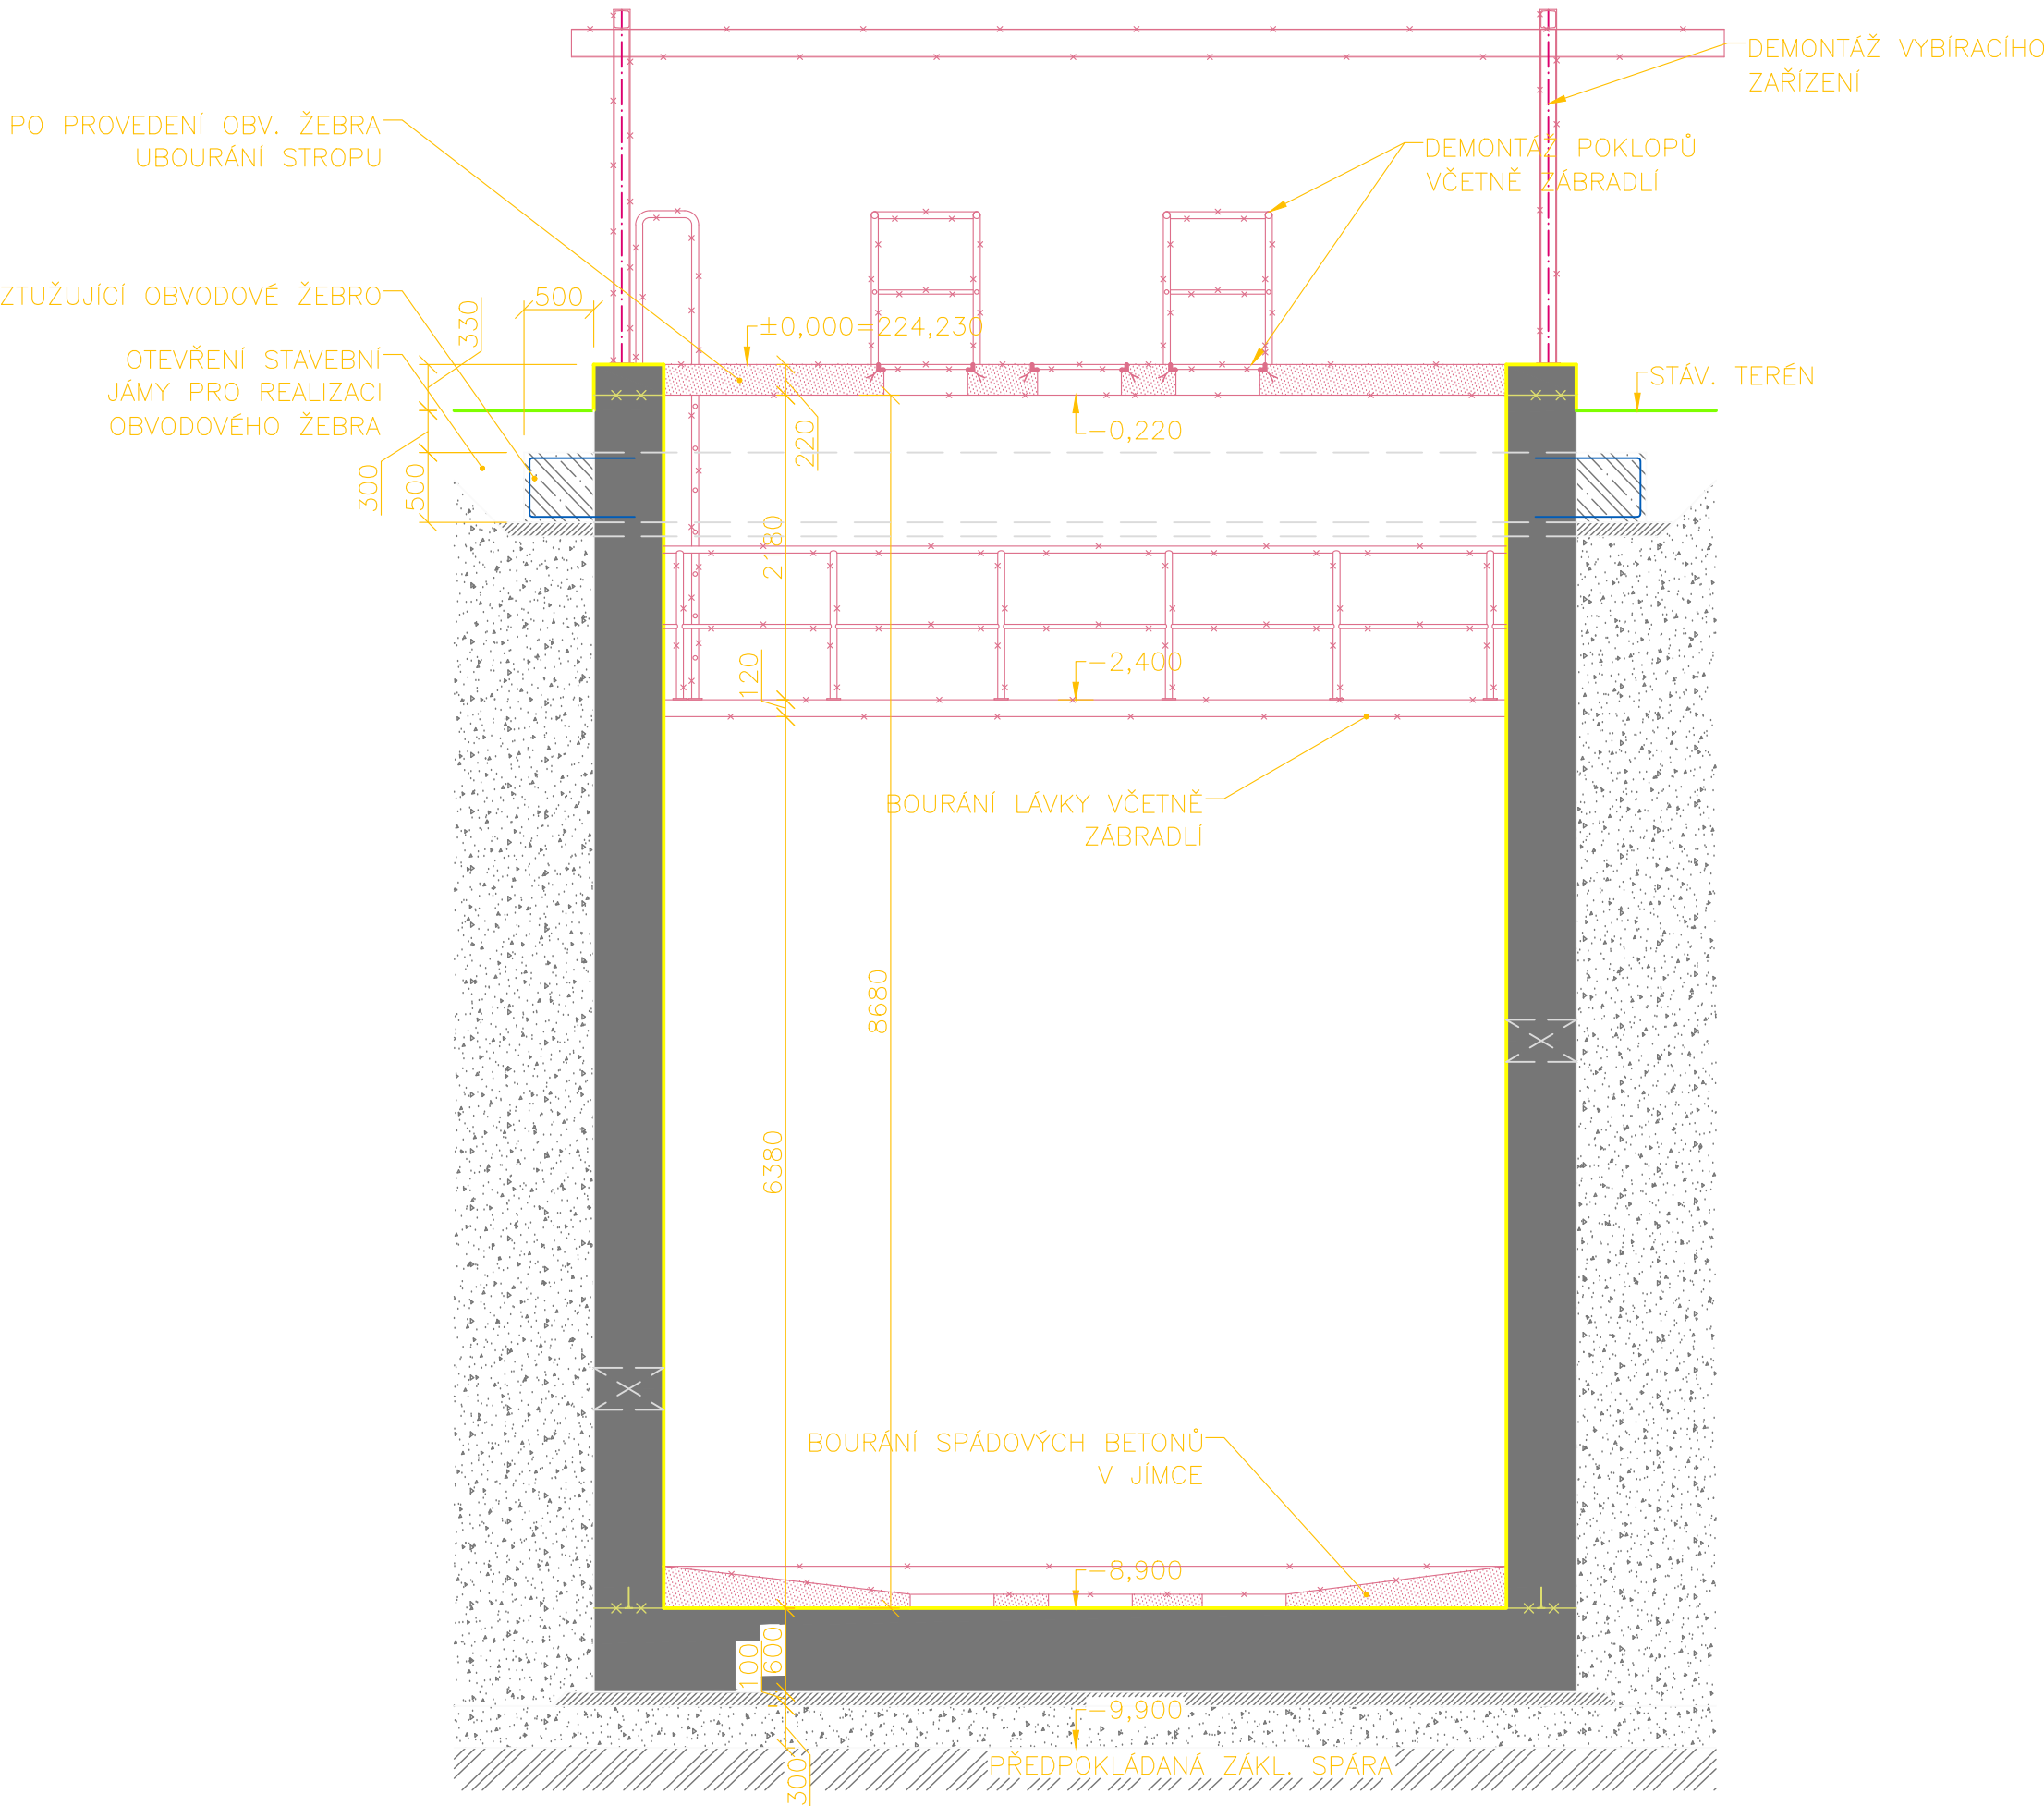 DEMONTÁŽ VYBÍRACÍHO
ZAŘÍZENÍ
PO PROVEDENÍ OBV. ŽEBRA
UBOURÁNÍ STROPU
DEMONTÁŽ POKLOPŮ
VČETNĚ ZÁBRADLÍ
ZTUŽUJÍCÍ OBVODOVÉ ŽEBRO
500
330
±0,000=224,230
OTEVŘENÍ STAVEBNÍ
JÁMY PRO REALIZACI
OBVODOVÉHO ŽEBRA
STÁV. TERÉN
-0,220
220
300
500
2180
120
-2,400
BOURÁNÍ LÁVKY VČETNĚ
ZÁBRADLÍ
8680
6380
BOURÁNÍ SPÁDOVÝCH BETONŮ
V JÍMCE
-8,900
100
600
-9,900
PŘEDPOKLÁDANÁ ZÁKL. SPÁRA
300